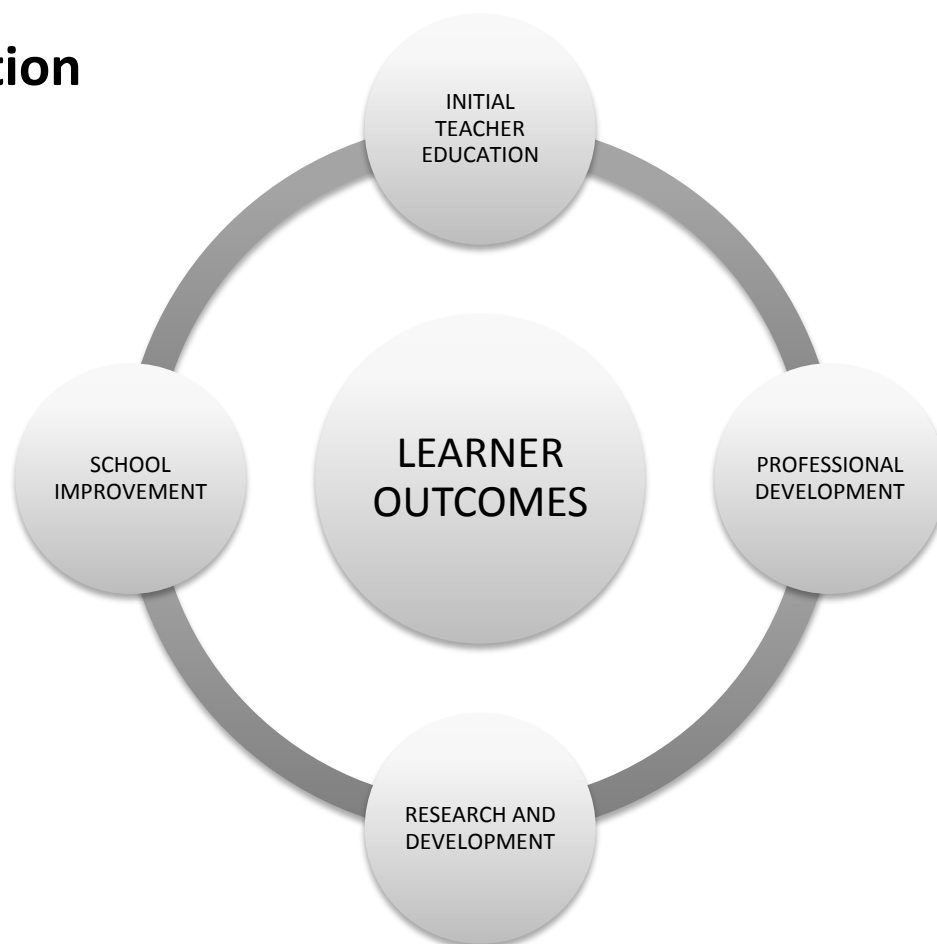 tion
INITIAL
TEACHER
EDUCATION
SCHOOL
IMPROVEMENT
LEARNER
OUTCOMES
PROFESSIONAL
DEVELOPMENT
RESEARCH AND
DEVELOPMENT